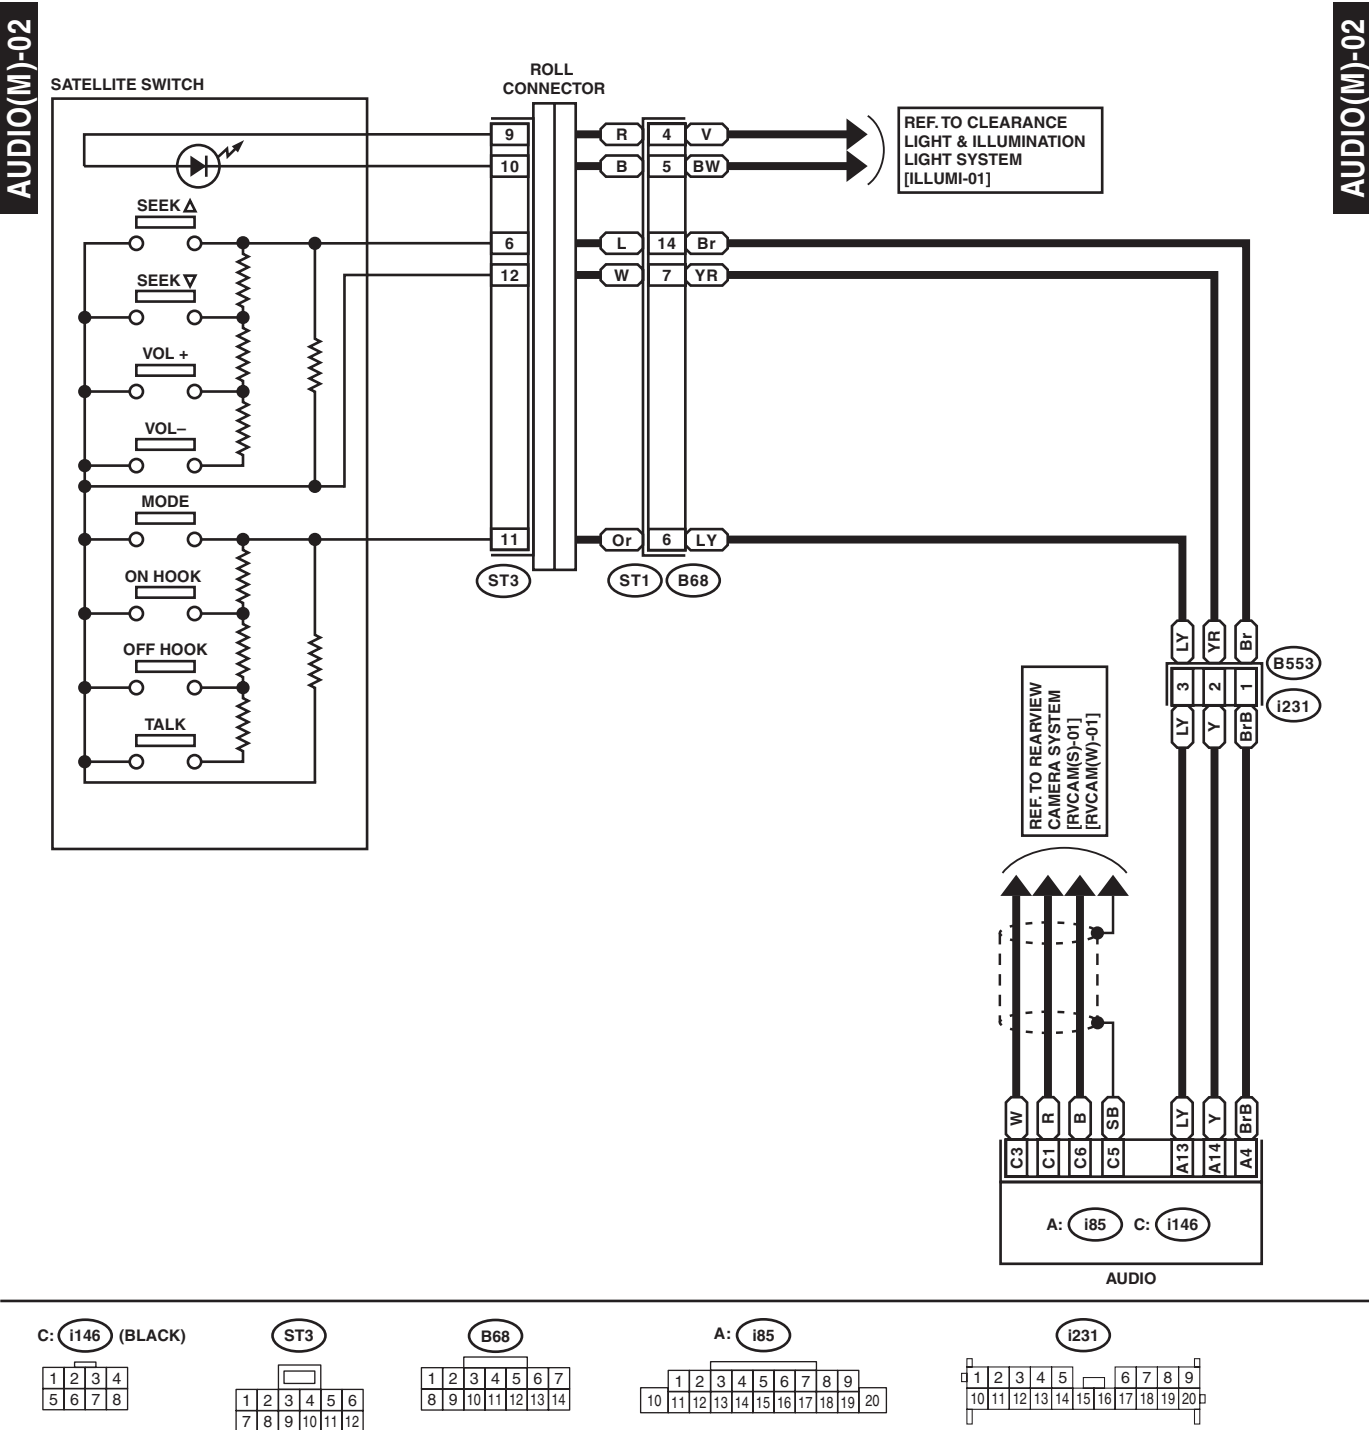 AUDIO(M)-02
AUDIO(M)-02
SATELLITE SWITCH
ROLL
CONNECTOR
9 R 4 V
10 B 5 BW
REF. TO CLEARANCE
LIGHT & ILLUMINATION
LIGHT SYSTEM
[ILLUMI-01]
SEEK △
6 L 14 Br
12 W 7 YR
SEEK ▽
VOL +
VOL–
MODE
11 Or 6 LY
ST3 ST1 B68
ON HOOK
OFF HOOK
TALK
LY YR Br
B553
3 2 1
i231
LY Y BrB
REF. TO REARVIEW
CAMERA SYSTEM
[RVCAM(S)-01]
[RVCAM(W)-01]
W R B SB LY Y BrB
C3 C1 C6 C5 A13 A14 A4
A: i85 C: i146
AUDIO
C: i146 (BLACK)
1 2 3 4
5 6 7 8
ST3
1 2 3 4 5 6
7 8 9 10 11 12
B68
1 2 3 4 5 6 7
8 9 10 11 12 13 14
A: i85
1 2 3 4 5 6 7 8 9
10 11 12 13 14 15 16 17 18 19 20
i231
1 2 3 4 5 6 7 8 9
10 11 12 13 14 15 16 17 18 19 20